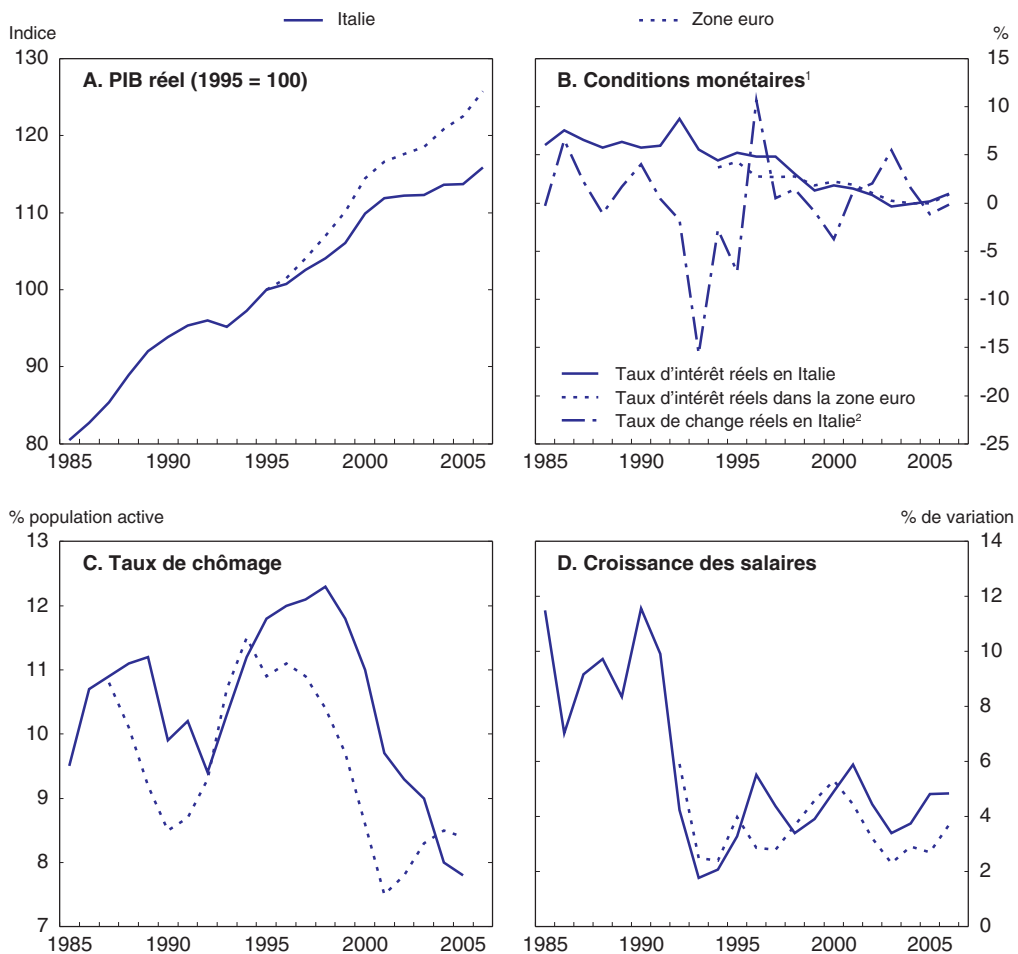 Italie
Zone euro
Indice
%
A. PIB réel (1995 = 100)
130
120
110
100
90
80
1985 1990 1995 2000 2005
B. Conditions monétaires¹
15
10
5
0
-5
-10
-15
-20
-25
Taux d'intérêt réels en Italie
Taux d'intérêt réels dans la zone euro
Taux de change réels en Italie²
1985 1990 1995 2000 2005
% population active
% de variation
C. Taux de chômage
13
12
11
10
9
8
7
1985 1990 1995 2000 2005
D. Croissance des salaires
14
12
10
8
6
4
2
0
1985 1990 1995 2000 2005